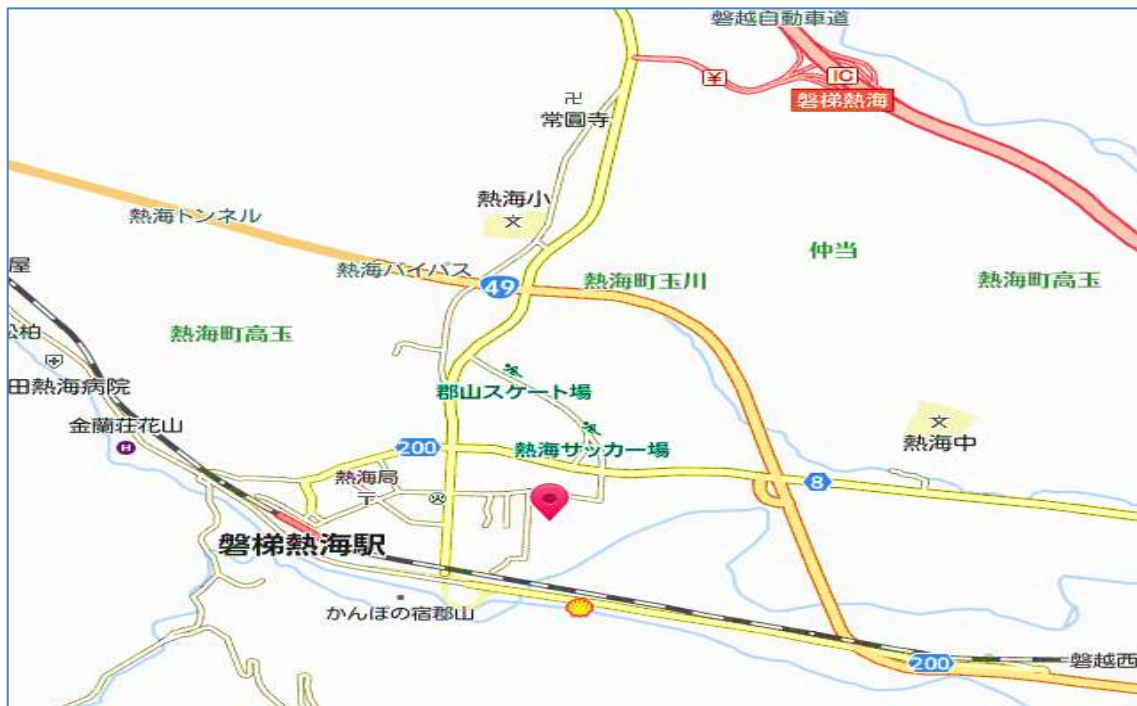 磐越自動車道
¥
IC
磐梯熱海
卍
常圓寺
熱海小
文
熱海トンネル
仲当
屋
熱海バイパス
49
熱海町玉川
熱海町高玉
松柏
熱海町高玉
田熱海病院
郡山スケート場
金蘭荘花山
H
文
熱海中
200
熱海サッカー場
熱海局
〒
8
磐梯熱海駅
かんぽの宿郡山
200
磐越西